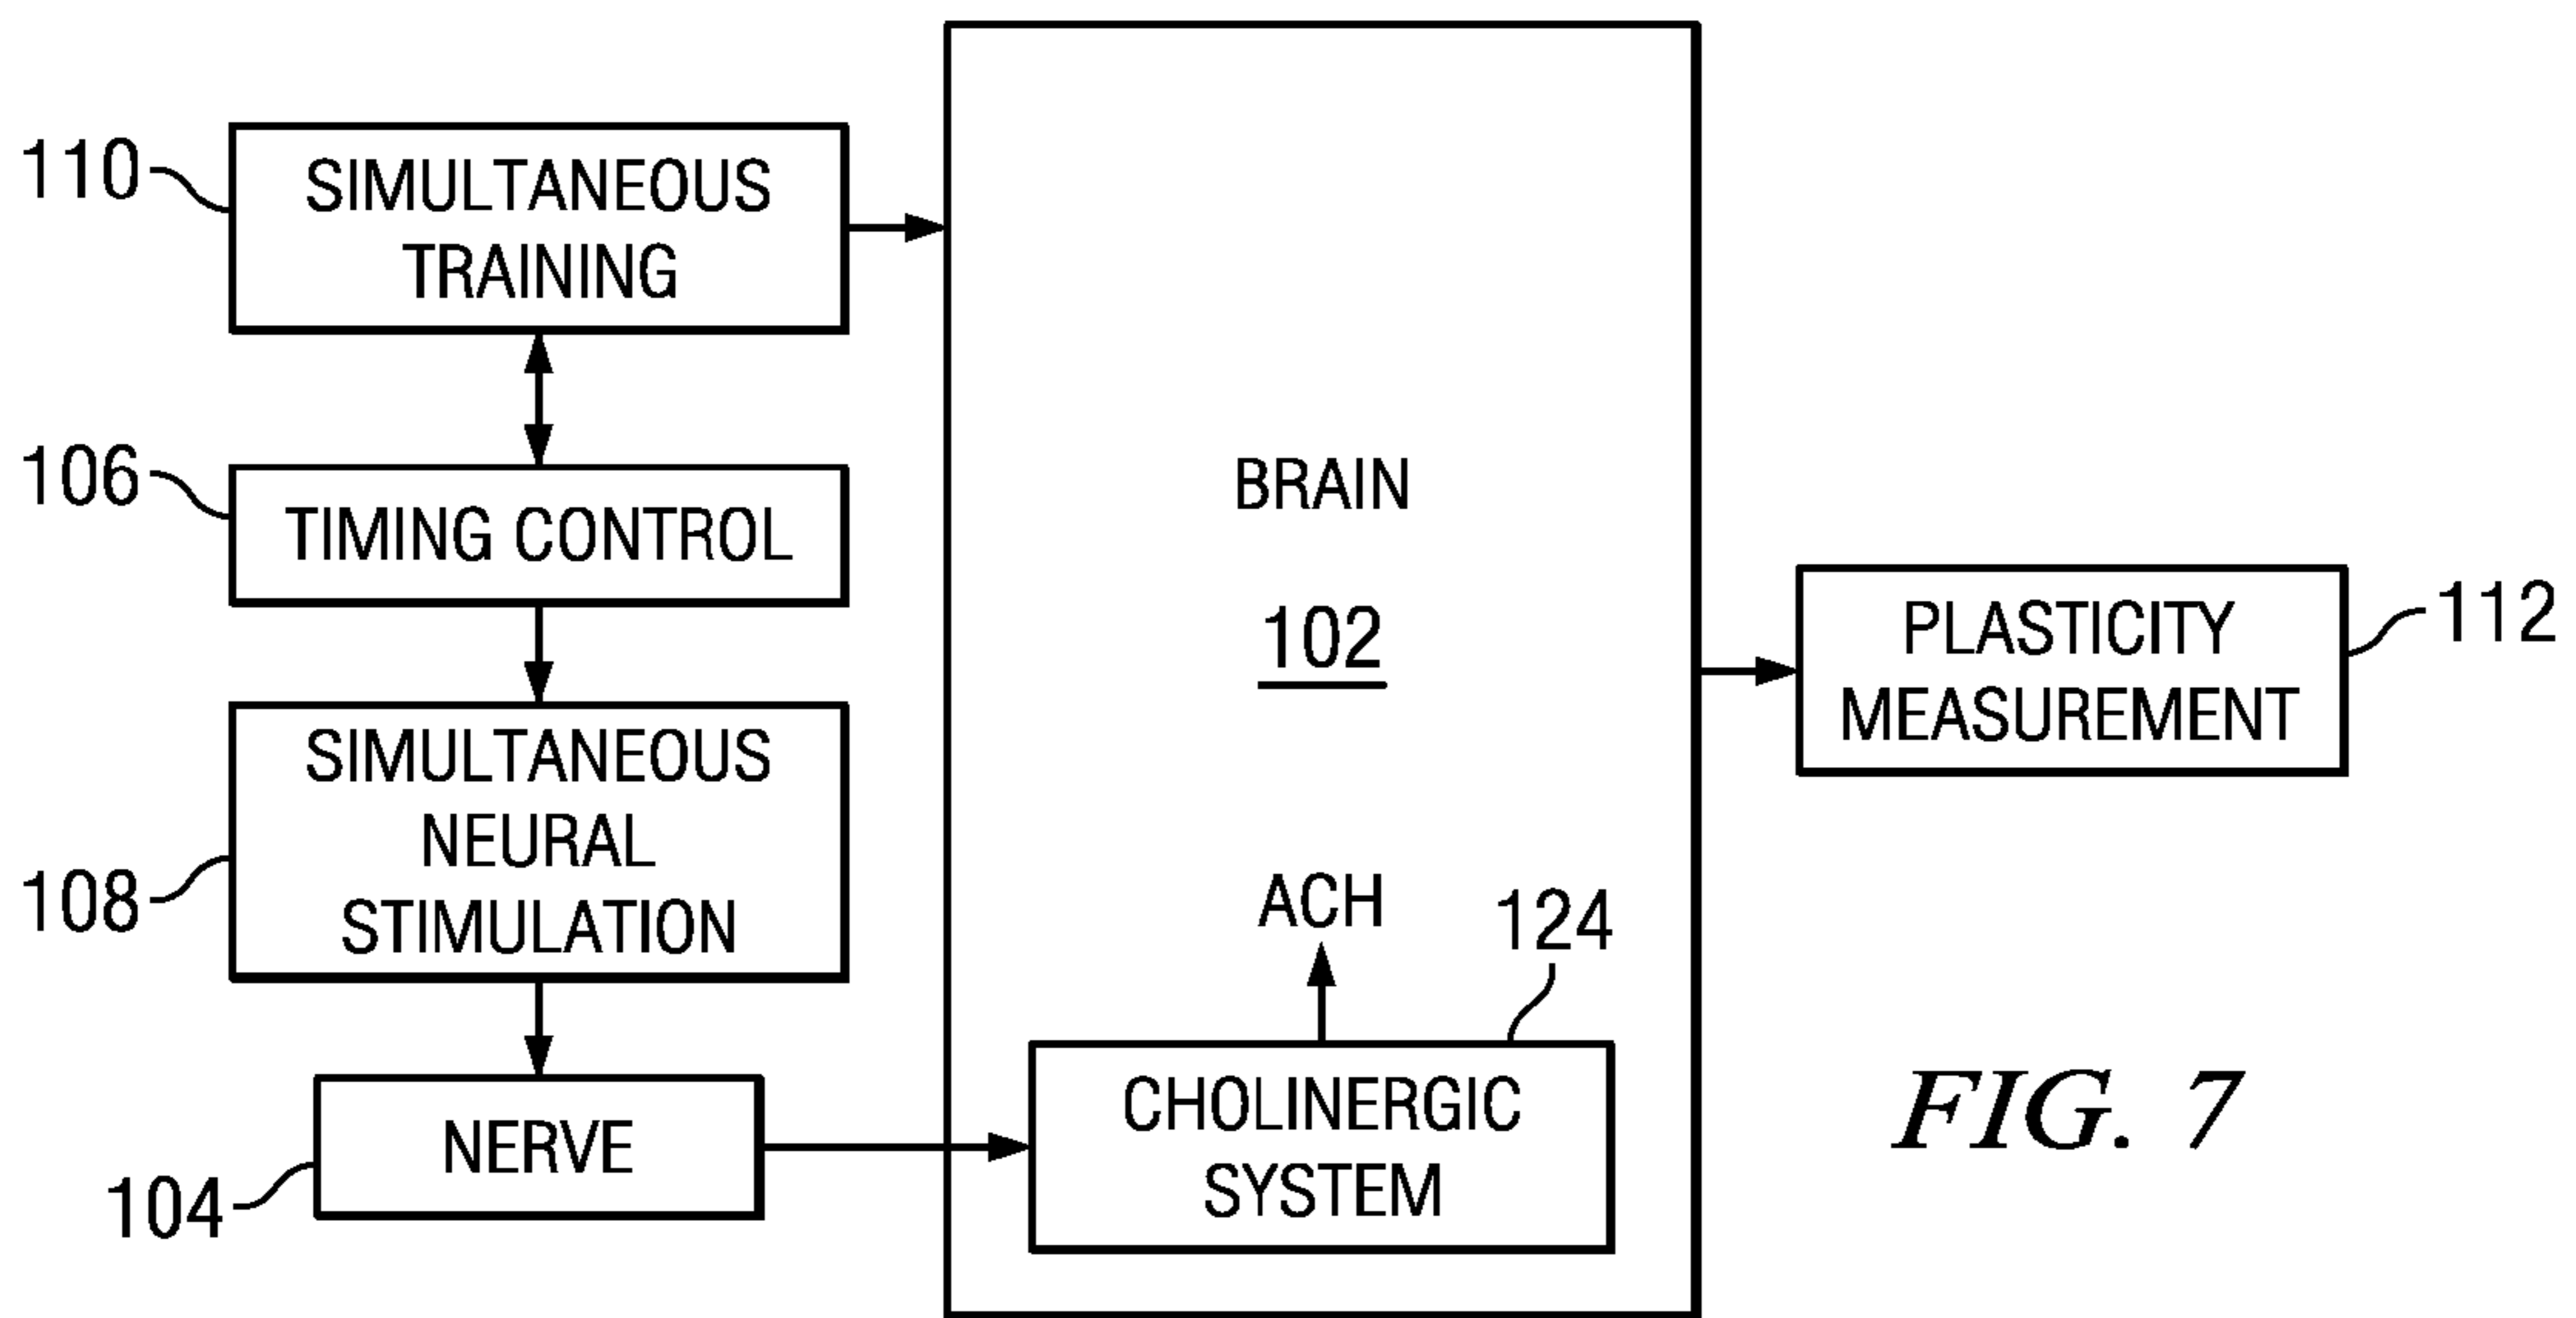 110
SIMULTANEOUS
TRAINING
106
TIMING CONTROL
108
SIMULTANEOUS
NEURAL
STIMULATION
104
NERVE
BRAIN
102
ACH
124
CHOLINERGIC
SYSTEM
PLASTICITY
MEASUREMENT
112
FIG. 7